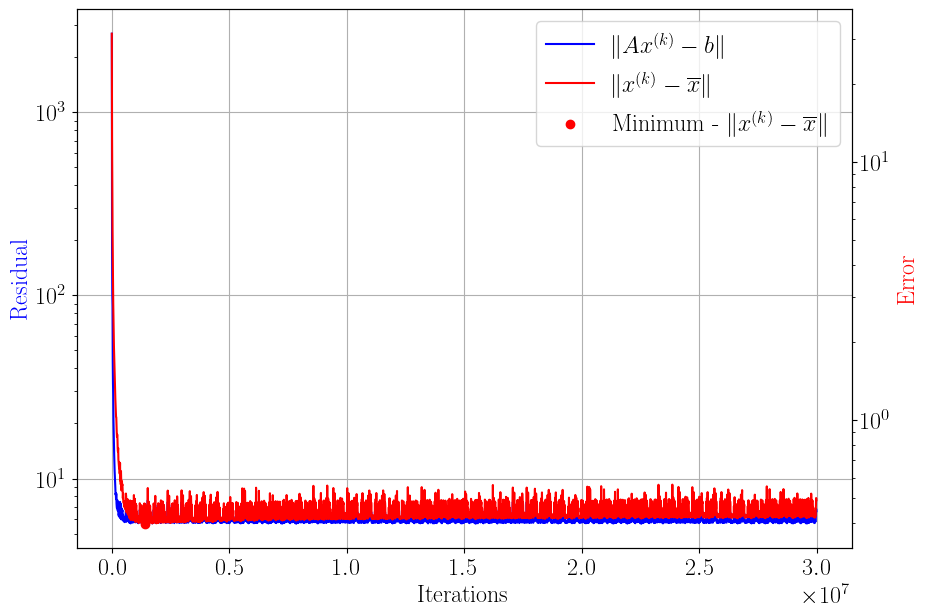 ‖Ax^(k) − b‖
‖x^(k) − x̅‖
Minimum - ‖x^(k) − x̅‖
Residual
10^3
10^2
10^1
Error
10^1
10^0
0.0 0.5 1.0 1.5 2.0 2.5 3.0
Iterations
×10^7